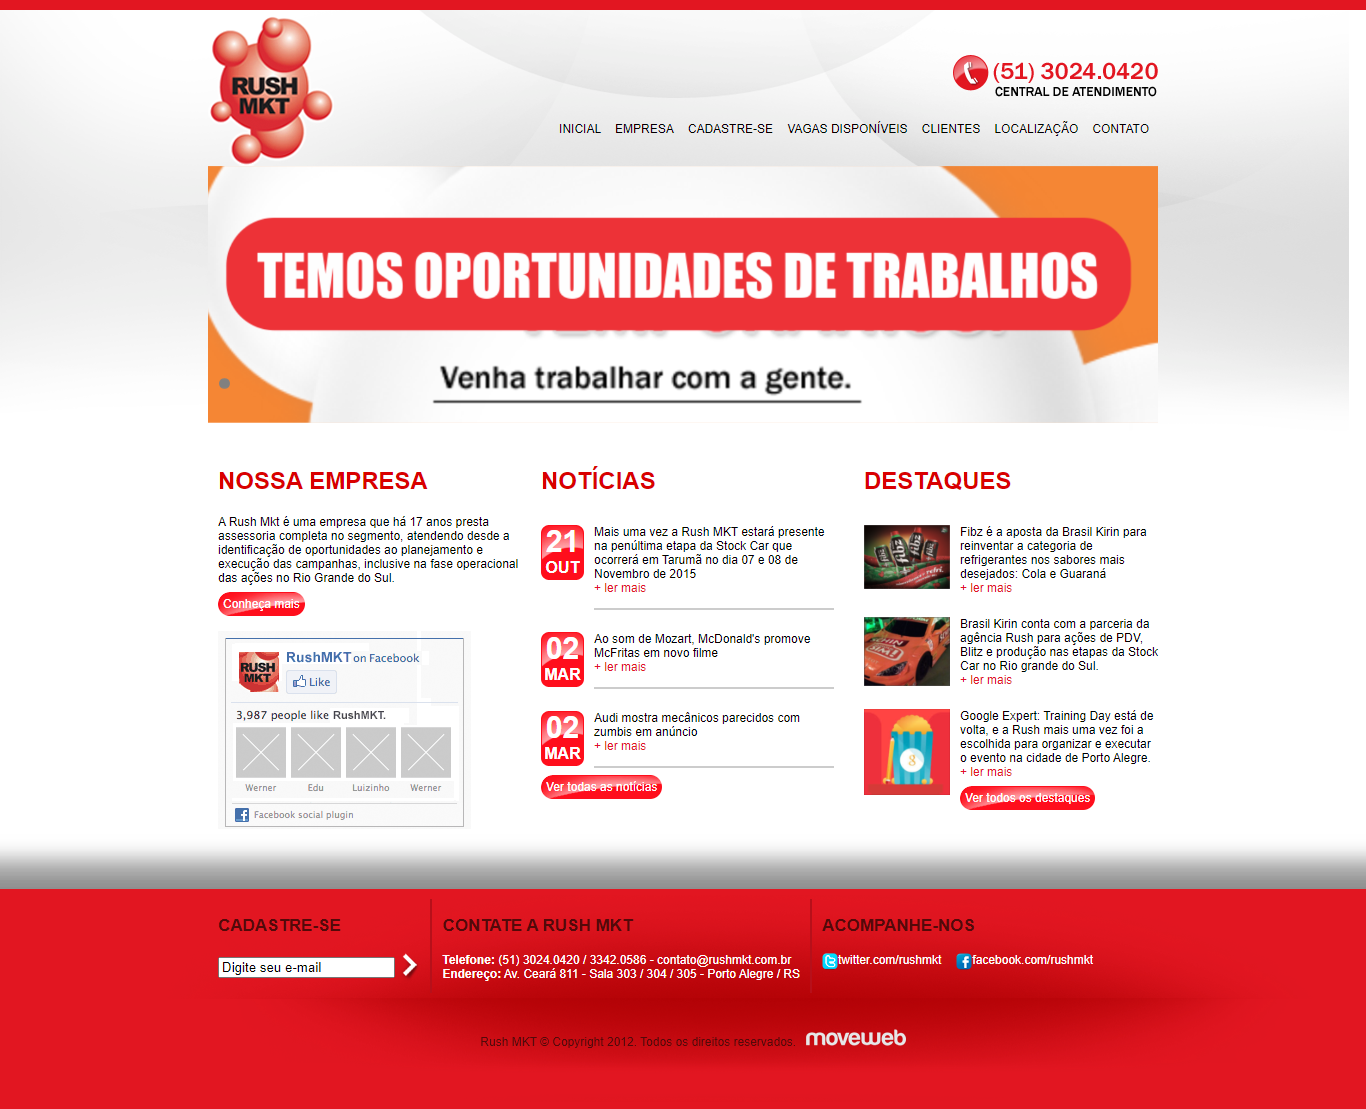 RUSH
MKT
(51) 3024.0420
CENTRAL DE ATENDIMENTO
INICIAL EMPRESA CADASTRE-SE VAGAS DISPONÍVEIS CLIENTES LOCALIZAÇÃO CONTATO
TEMOS OPORTUNIDADES DE TRABALHOS
Venha trabalhar com a gente.
NOSSA EMPRESA
A Rush Mkt é uma empresa que há 17 anos presta
assessoria completa no segmento, atendendo desde a
identificação de oportunidades ao planejamento e
execução das campanhas, inclusive na fase operacional
das ações no Rio Grande do Sul.
Conheça mais
RUSH
MKT
RushMKT on Facebook
Like
3,987 people like RushMKT.
Werner Edu Luizinho Werner
Facebook social plugin
NOTÍCIAS
21
OUT
Mais uma vez a Rush MKT estará presente
na penúltima etapa da Stock Car que
ocorrerá em Tarumã no dia 07 e 08 de
Novembro de 2015
+ ler mais
02
MAR
Ao som de Mozart, McDonald's promove
McFritas em novo filme
+ ler mais
02
MAR
Audi mostra mecânicos parecidos com
zumbis em anúncio
+ ler mais
Ver todas as notícias
DESTAQUES
fibz
fibz
Fibz é a aposta da Brasil Kirin para
reinventar a categoria de
refrigerantes nos sabores mais
desejados: Cola e Guaraná
+ ler mais
Brasil Kirin conta com a parceria da
agência Rush para ações de PDV,
Blitz e produção nas etapas da Stock
Car no Rio grande do Sul.
+ ler mais
8
Google Expert: Training Day está de
volta, e a Rush mais uma vez foi a
escolhida para organizar e executar
o evento na cidade de Porto Alegre.
+ ler mais
Ver todos os destaques
CADASTRE-SE
Digite seu e-mail
CONTATE A RUSH MKT
Telefone: (51) 3024.0420 / 3342.0586 - contato@rushmkt.com.br
Endereço: Av. Ceará 811 - Sala 303 / 304 / 305 - Porto Alegre / RS
ACOMPANHE-NOS
twitter.com/rushmkt facebook.com/rushmkt
Rush MKT © Copyright 2012. Todos os direitos reservados. moveweb